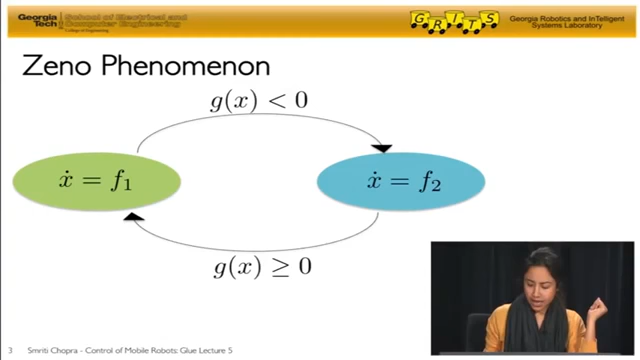 Georgia Tech School of Electrical and Computer Engineering
College of Engineering
GRITS
Georgia Robotics and InTelligent Systems Laboratory
Zeno Phenomenon
g(x) < 0
ẋ = f₁
ẋ = f₂
g(x) ≥ 0
3 Smriti Chopra - Control of Mobile Robots: Glue Lecture 5